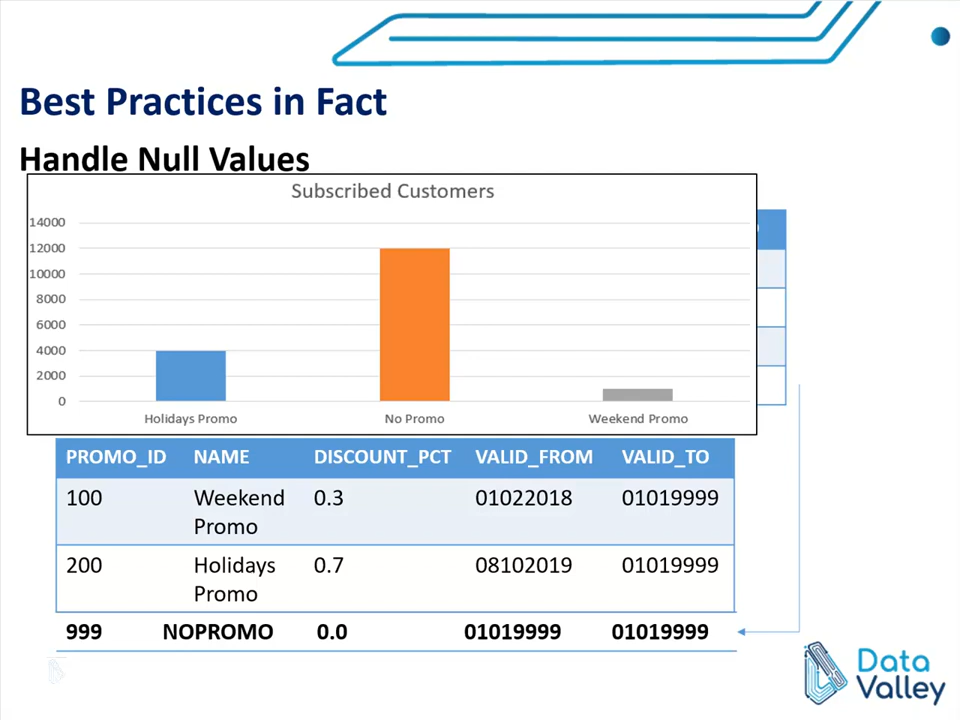 Best Practices in Fact
Handle Null Values
Subscribed Customers
14000
12000
10000
8000
6000
4000
2000
0
Holidays Promo No Promo Weekend Promo
PROMO_ID NAME DISCOUNT_PCT VALID_FROM VALID_TO
100 Weekend Promo 0.3 01022018 01019999
200 Holidays Promo 0.7 08102019 01019999
999 NOPROMO 0.0 01019999 01019999
Data
Valley